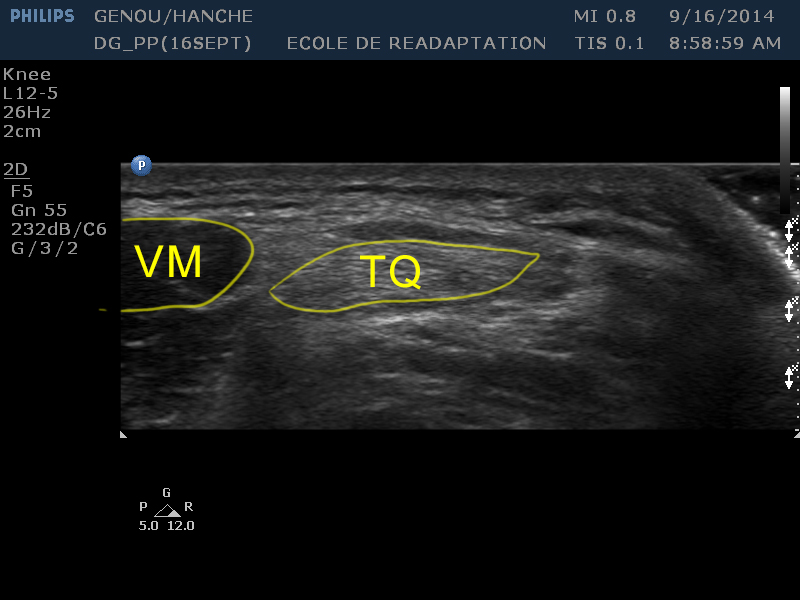 PHILIPS GENOU/HANCHE MI 0.8 9/16/2014
DG_PP(16SEPT) ECOLE DE READAPTATION TIS 0.1 8:58:59 AM
Knee
L12-5
26Hz
2cm
2D
F5
Gn 55
232dB/C6
G/3/2
P
VM
TQ
G
P R
5.0 12.0